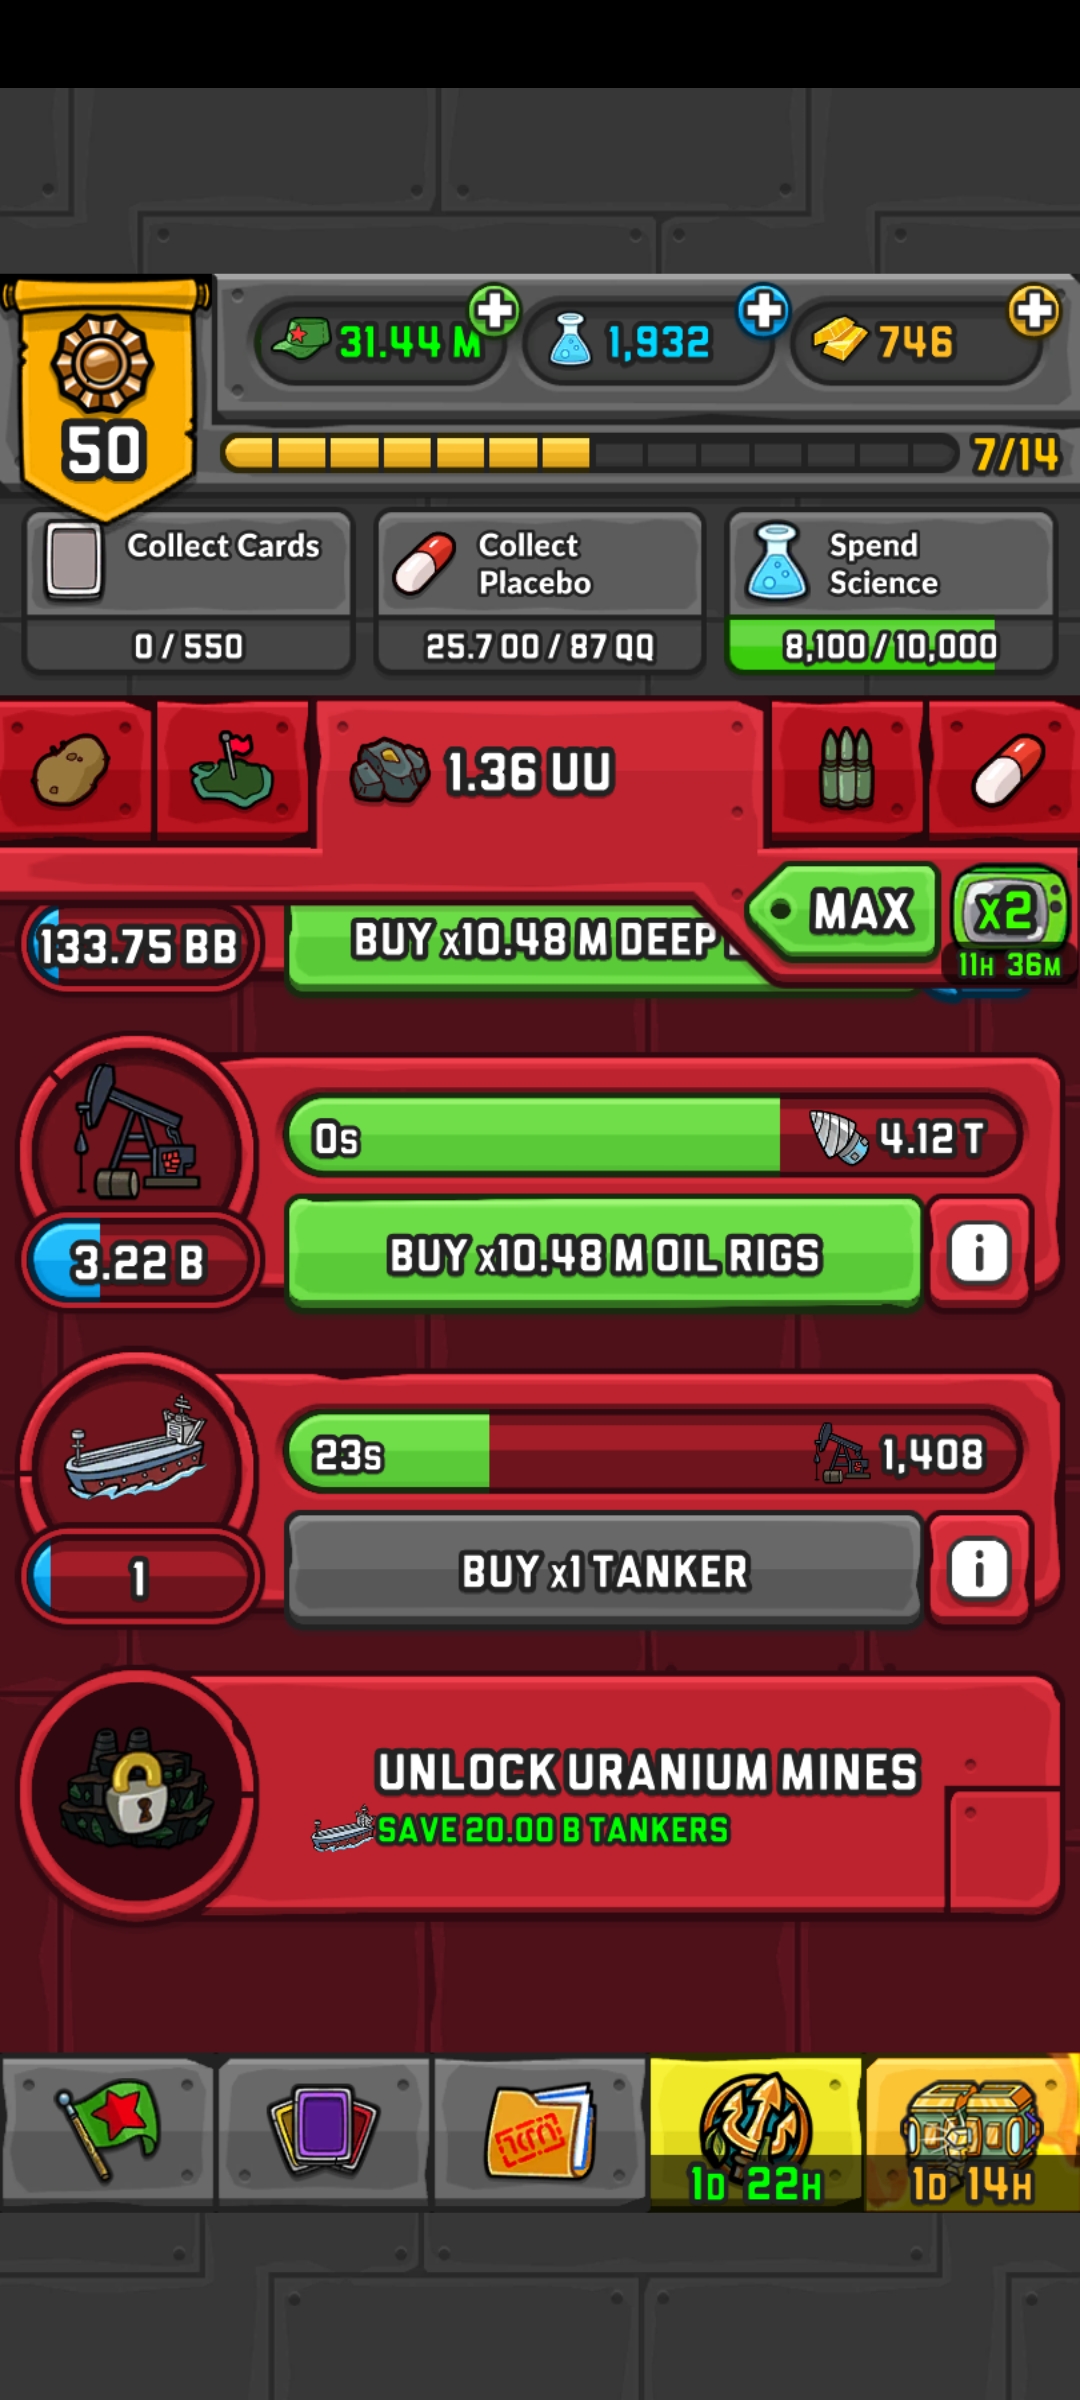 31.44 M
1,932
746
50
7/14
Collect Cards
0 / 550
Collect
Placebo
25.7 OO / 87 QQ
Spend
Science
8,100 / 10,000
1.36 UU
MAX
x2
11H 36M
133.75 BB
BUY x10.48 M DEEP
0s
4.12 T
3.22 B
BUY x10.48 M OIL RIGS
i
23s
1,408
1
BUY x1 TANKER
i
UNLOCK URANIUM MINES
SAVE 20.00 B TANKERS
1D 22H
1D 14H